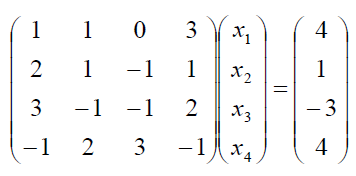 1 1 0 3 x₁ 4
2 1 −1 1 x₂ 1
3 −1 −1 2 x₃ = −3
−1 2 3 −1 x₄ 4